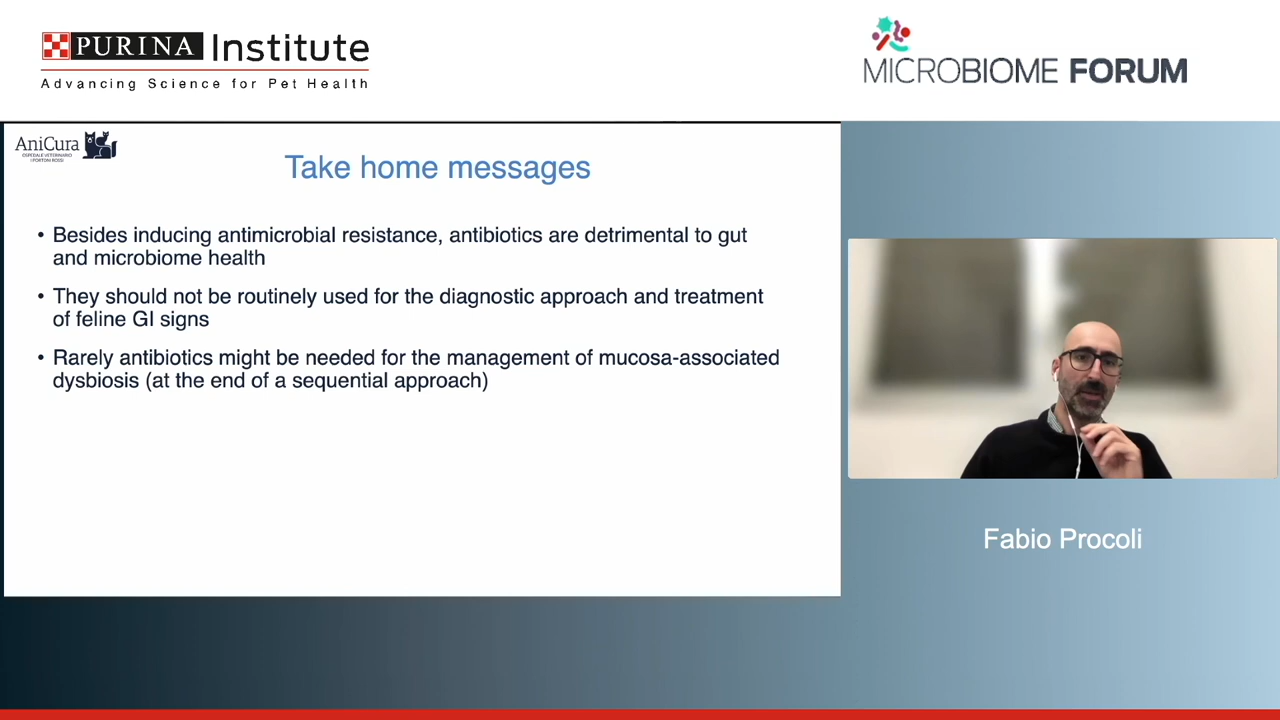 PURINA Institute
Advancing Science for Pet Health
MICROBIOME FORUM
AniCura
OSPEDALE VETERINARIO
I PORTONI ROSSI
Take home messages
• Besides inducing antimicrobial resistance, antibiotics are detrimental to gut
and microbiome health
• They should not be routinely used for the diagnostic approach and treatment
of feline GI signs
• Rarely antibiotics might be needed for the management of mucosa-associated
dysbiosis (at the end of a sequential approach)
Fabio Procoli